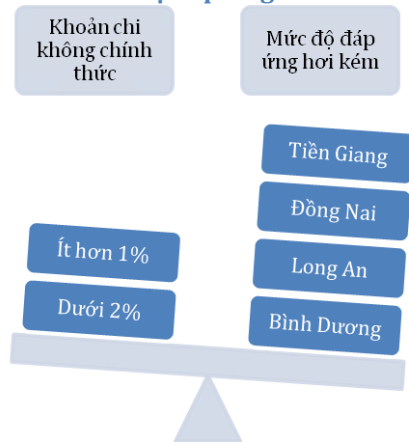 Khoản chi
không chính
thức
Mức độ đáp
ứng hơi kém
Ít hơn 1%
Dưới 2%
Tiền Giang
Đồng Nai
Long An
Bình Dương